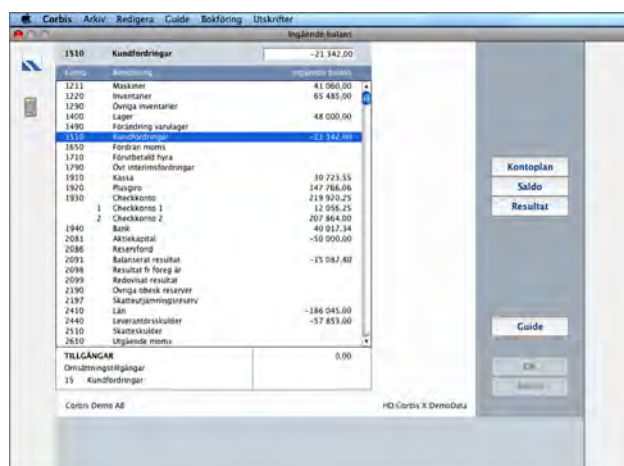 Corbis Arkiv Redigera Guide Bokföring Utskrifter
Ingående balans
1510 Kundfordringar -21 342,00
Konto Benämning Ingående balans
1211 Maskiner 41 060,00
1220 Inventarier 65 485,00
1290 Övriga inventarier
1400 Lager 48 000,00
1490 Förändring varulager
1510 Kundfordringar -21 342,00
1650 Fordran moms
1710 Förutbetald hyra
1790 Övr interimsfordringar
1910 Kassa 30 723,55
1920 Plusgiro 147 766,06
1930 Checkkonto 219 920,25
1 Checkkonto 1 12 056,25
2 Checkkonto 2 207 864,00
1940 Bank 40 017,34
2081 Aktiekapital -50 000,00
2086 Reservfond
2091 Balanserat resultat -15 087,40
2098 Resultat fr föreg år
2099 Redovisat resultat
2190 Övriga obesk reserver
2197 Skatteutjämningsreserv
2410 Lån -186 045,00
2440 Leverantörsskulder -57 853,00
2510 Skatteskulder
2610 Utgående moms
TILLGÅNGAR 0,00
Omsättningstillgångar
15 Kundfordringar
Kontoplan
Saldo
Resultat
Guide
OK
Corbis Demo AB HD:Corbis X:DemoData